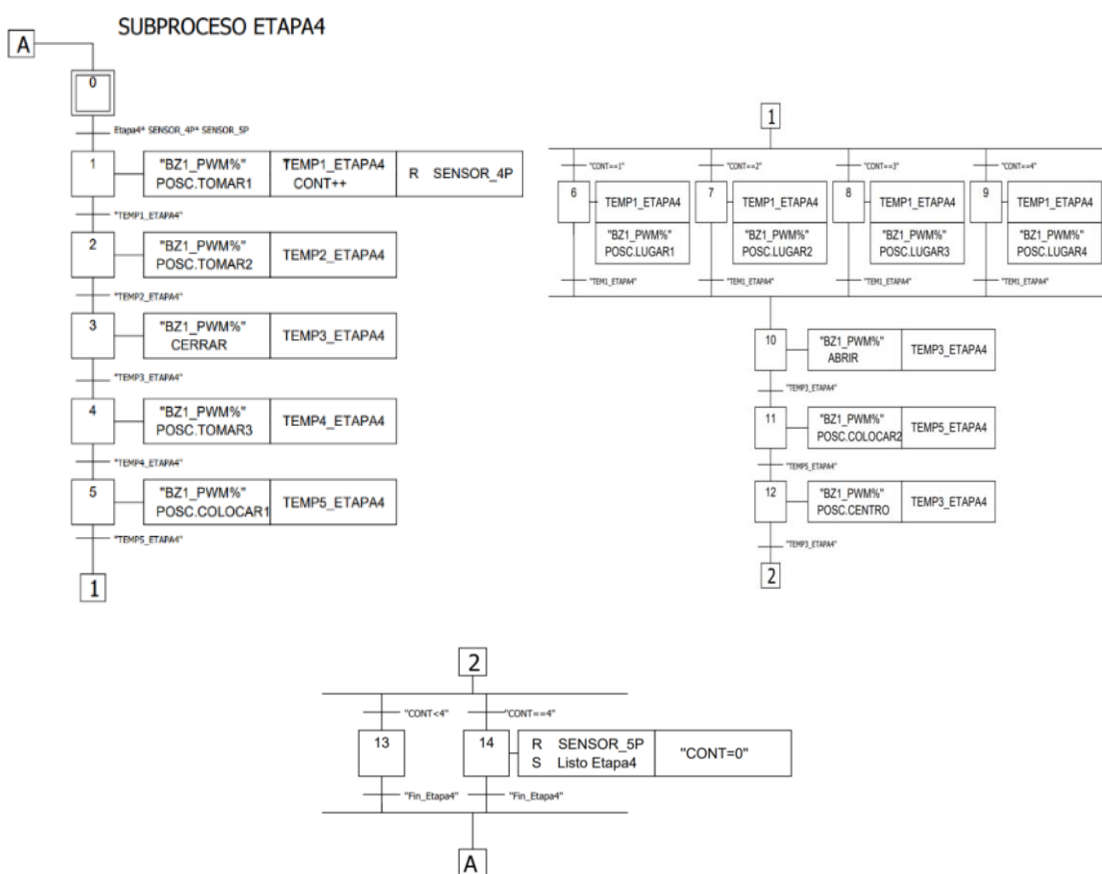 SUBPROCESO ETAPA4
A
0
Etapa4* SENSOR_4P* SENSOR_5P
1
"BZ1_PWM%"
POSC.TOMAR1
TEMP1_ETAPA4
CONT++
R SENSOR_4P
"TEMP1_ETAPA4"
2
"BZ1_PWM%"
POSC.TOMAR2
TEMP2_ETAPA4
"TEMP2_ETAPA4"
3
"BZ1_PWM%"
CERRAR
TEMP3_ETAPA4
"TEMP3_ETAPA4"
4
"BZ1_PWM%"
POSC.TOMAR3
TEMP4_ETAPA4
"TEMP4_ETAPA4"
5
"BZ1_PWM%"
POSC.COLOCAR1
TEMP5_ETAPA4
"TEMP5_ETAPA4"
1
1
"CONT==1"
"CONT==2"
"CONT==3"
"CONT==4"
6
TEMP1_ETAPA4
"BZ1_PWM%"
POSC.LUGAR1
7
TEMP1_ETAPA4
"BZ1_PWM%"
POSC.LUGAR2
8
TEMP1_ETAPA4
"BZ1_PWM%"
POSC.LUGAR3
9
TEMP1_ETAPA4
"BZ1_PWM%"
POSC.LUGAR4
"TEM1_ETAPA4"
"TEM1_ETAPA4"
"TEM1_ETAPA4"
"TEM1_ETAPA4"
10
"BZ1_PWM%"
ABRIR
TEMP3_ETAPA4
"TEMP3_ETAPA4"
11
"BZ1_PWM%"
POSC.COLOCAR2
TEMP5_ETAPA4
"TEMP5_ETAPA4"
12
"BZ1_PWM%"
POSC.CENTRO
TEMP3_ETAPA4
"TEMP3_ETAPA4"
2
2
"CONT<4"
"CONT==4"
13
14
R SENSOR_5P
S Listo Etapa4
"CONT=0"
"Fin_Etapa4"
"Fin_Etapa4"
A